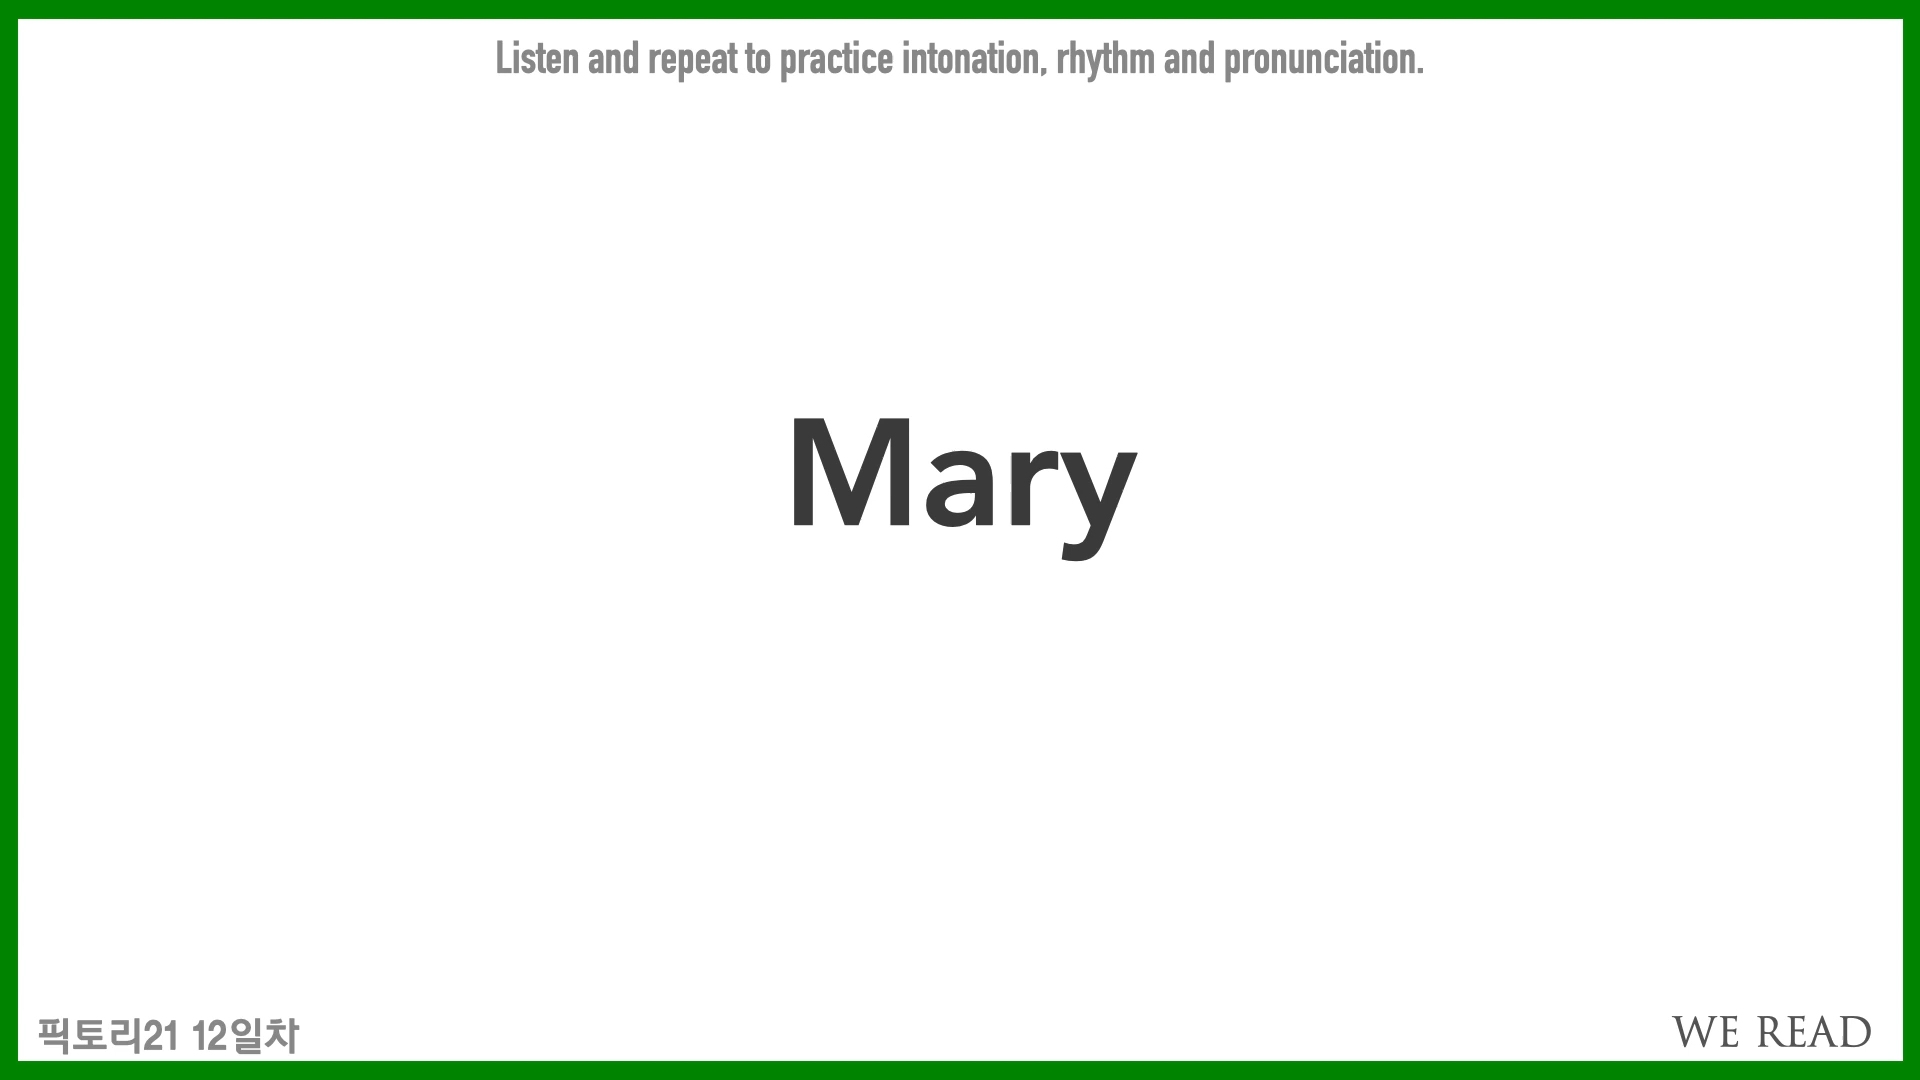 Listen and repeat to practice intonation, rhythm and pronunciation.
Mary
픽토리21 12일차
WE READ